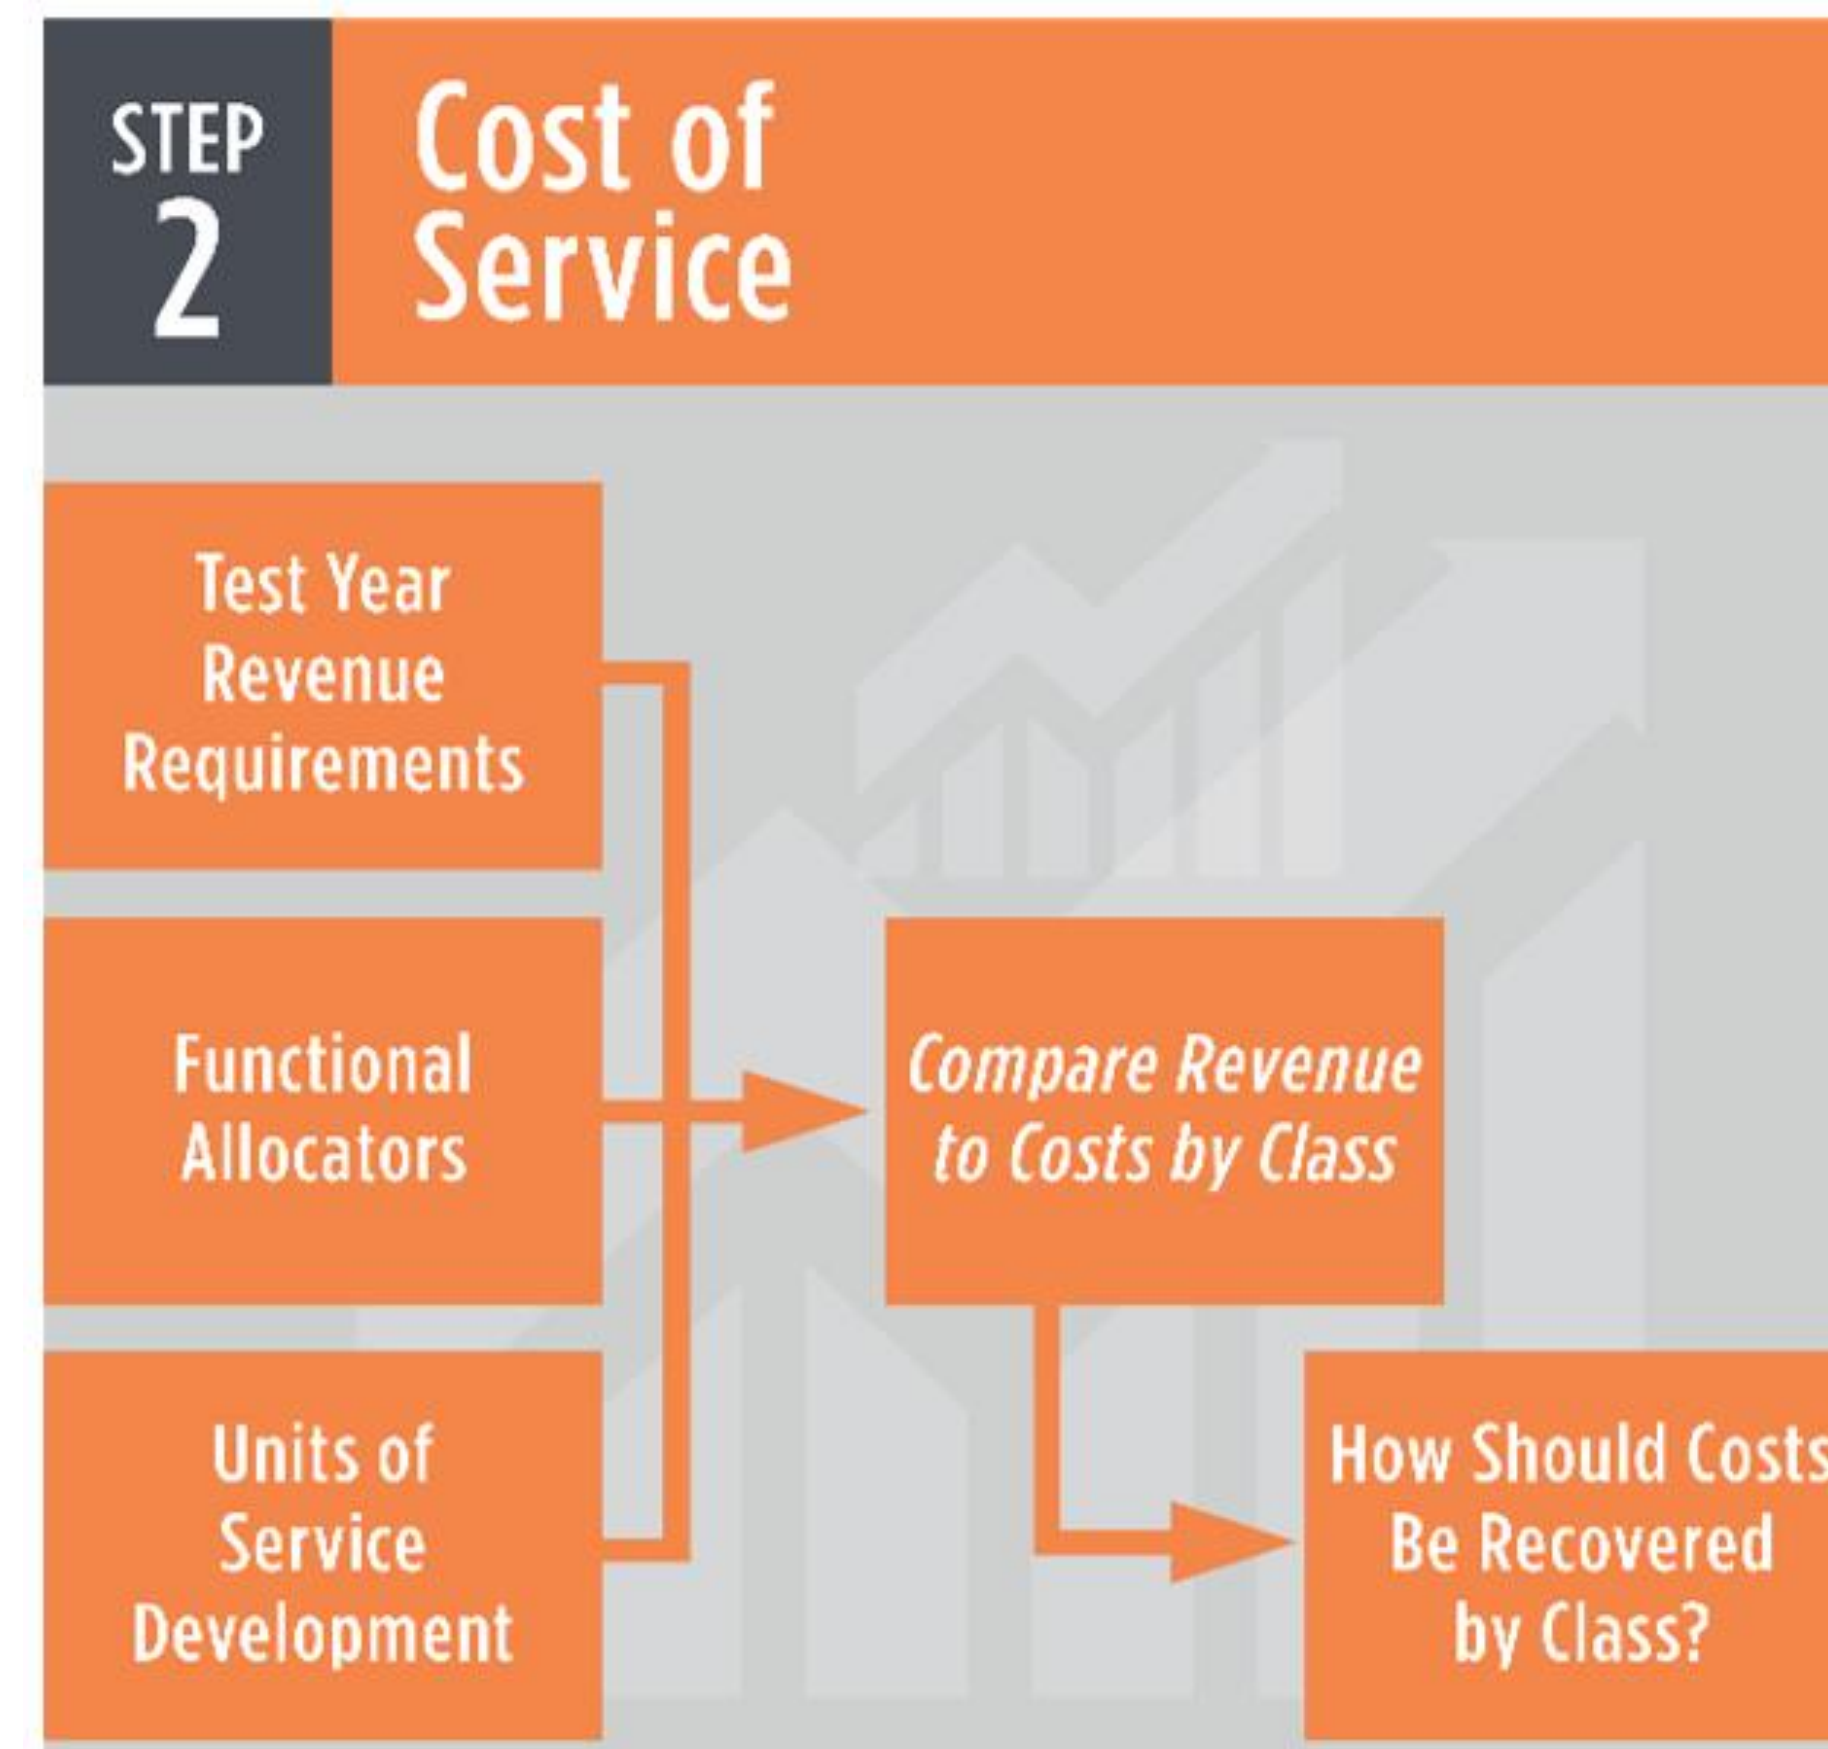 STEP
2
Cost of
Service
Test Year
Revenue
Requirements
Functional
Allocators
Compare Revenue
to Costs by Class
Units of
Service
Development
How Should Costs
Be Recovered
by Class?